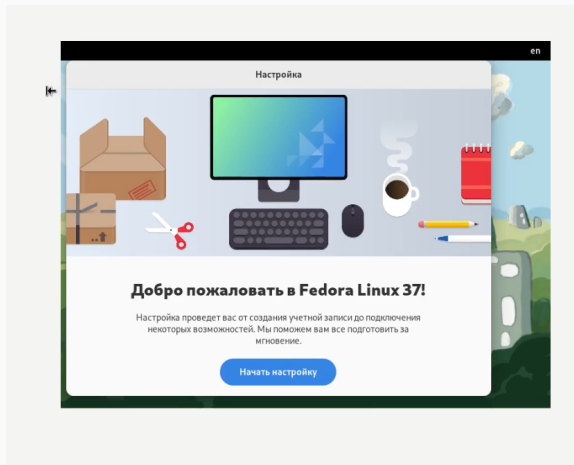 en
Настройка
Добро пожаловать в Fedora Linux 37!
Настройка проведет вас от создания учетной записи до подключения
некоторых возможностей. Мы поможем вам все подготовить за
мгновение.
Начать настройку